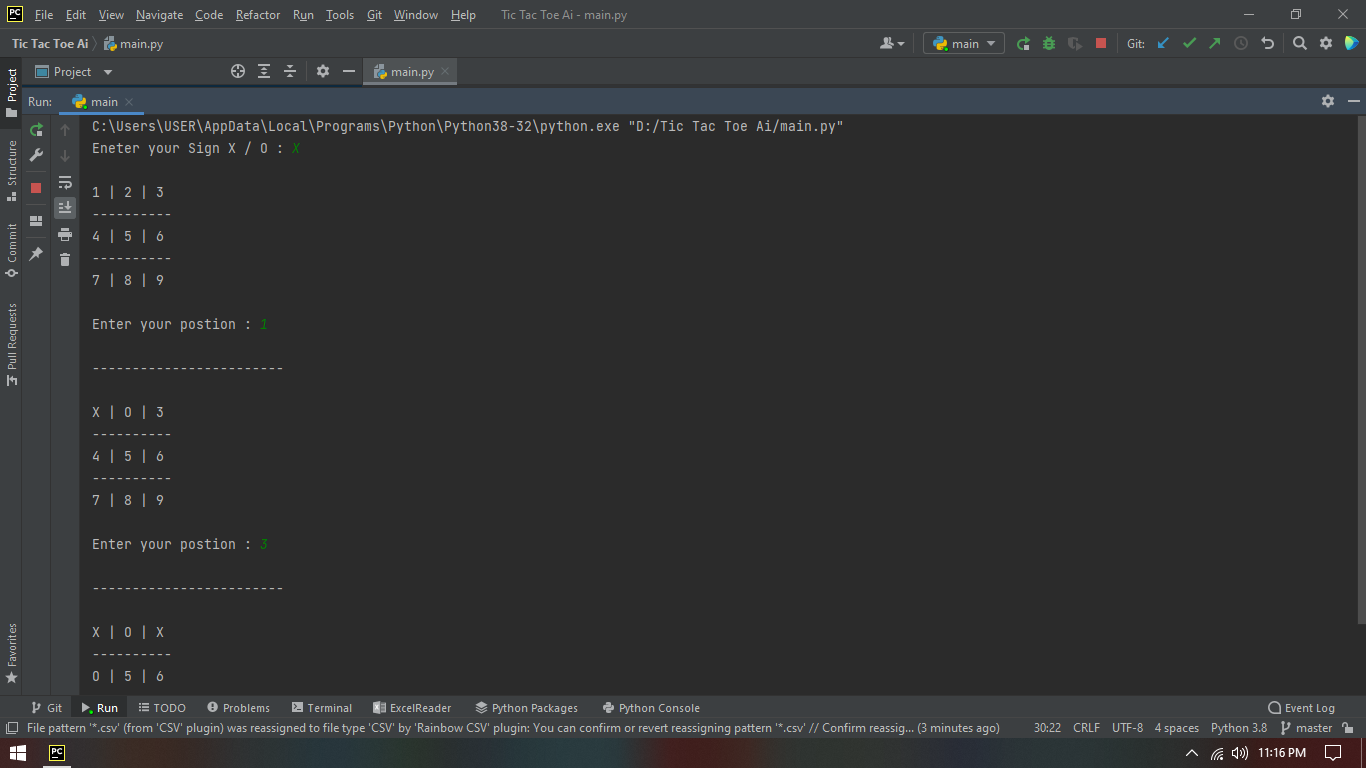 File Edit View Navigate Code Refactor Run Tools Git Window Help Tic Tac Toe Ai - main.py
Tic Tac Toe Ai main.py main Git:
Project main.py
Run: main
C:\Users\USER\AppData\Local\Programs\Python\Python38-32\python.exe "D:/Tic Tac Toe Ai/main.py"
Eneter your Sign X / O : X
1 | 2 | 3
----------
4 | 5 | 6
----------
7 | 8 | 9
Enter your postion : 1
------------------------
X | O | 3
----------
4 | 5 | 6
----------
7 | 8 | 9
Enter your postion : 3
------------------------
X | O | X
----------
O | 5 | 6
Project
Structure
Commit
Pull Requests
Favorites
Git Run TODO Problems Terminal ExcelReader Python Packages Python Console Event Log
File pattern '*.csv' (from 'CSV' plugin) was reassigned to file type 'CSV' by 'Rainbow CSV' plugin: You can confirm or revert reassigning pattern '*.csv' // Confirm reassig... (3 minutes ago) 30:22 CRLF UTF-8 4 spaces Python 3.8 master
PC 11:16 PM